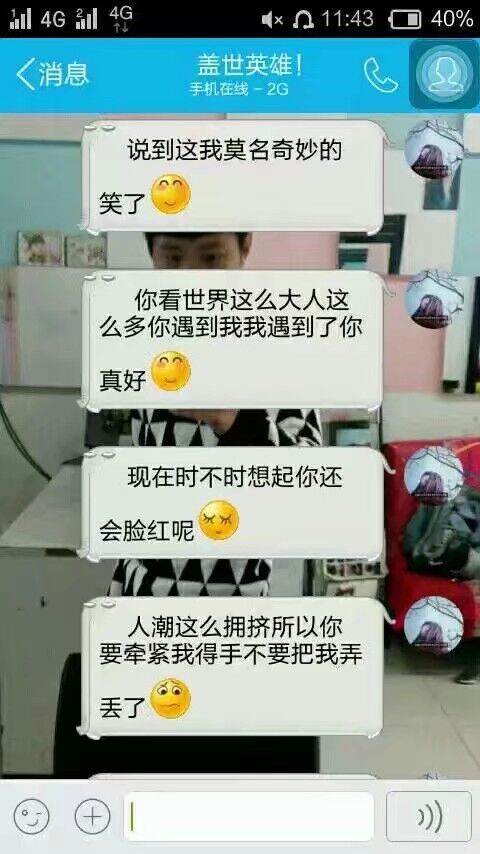 4G 4G 11:43 40%
消息
盖世英雄!
手机在线 - 2G
说到这我莫名奇妙的
笑了
你看世界这么大人这
么多你遇到我我遇到了你
真好
现在时不时想起你还
会脸红呢
人潮这么拥挤所以你
要牵紧我得手不要把我弄
丢了